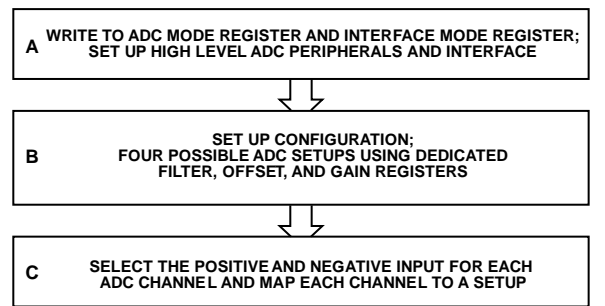 A
WRITE TO ADC MODE REGISTER AND INTERFACE MODE REGISTER;
SET UP HIGH LEVEL ADC PERIPHERALS AND INTERFACE
B
SET UP CONFIGURATION;
FOUR POSSIBLE ADC SETUPS USING DEDICATED
FILTER, OFFSET, AND GAIN REGISTERS
C
SELECT THE POSITIVE AND NEGATIVE INPUT FOR EACH
ADC CHANNEL AND MAP EACH CHANNEL TO A SETUP